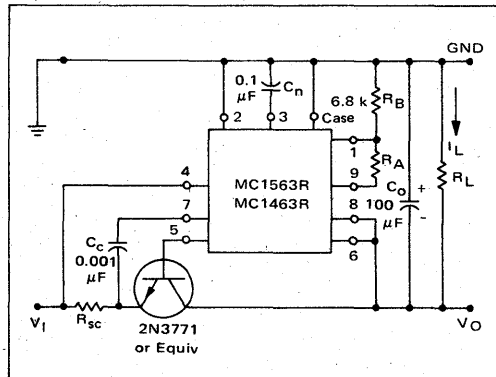 GND
0.1
μF
Cn
6.8 k
RB
2
3
Case
1
RA
IL
4
9
RL
MC1563R
MC1463R
8
Co
+
100
μF
-
7
5
6
Cc
0.001
μF
VI
Rsc
2N3771
or Equiv
VO